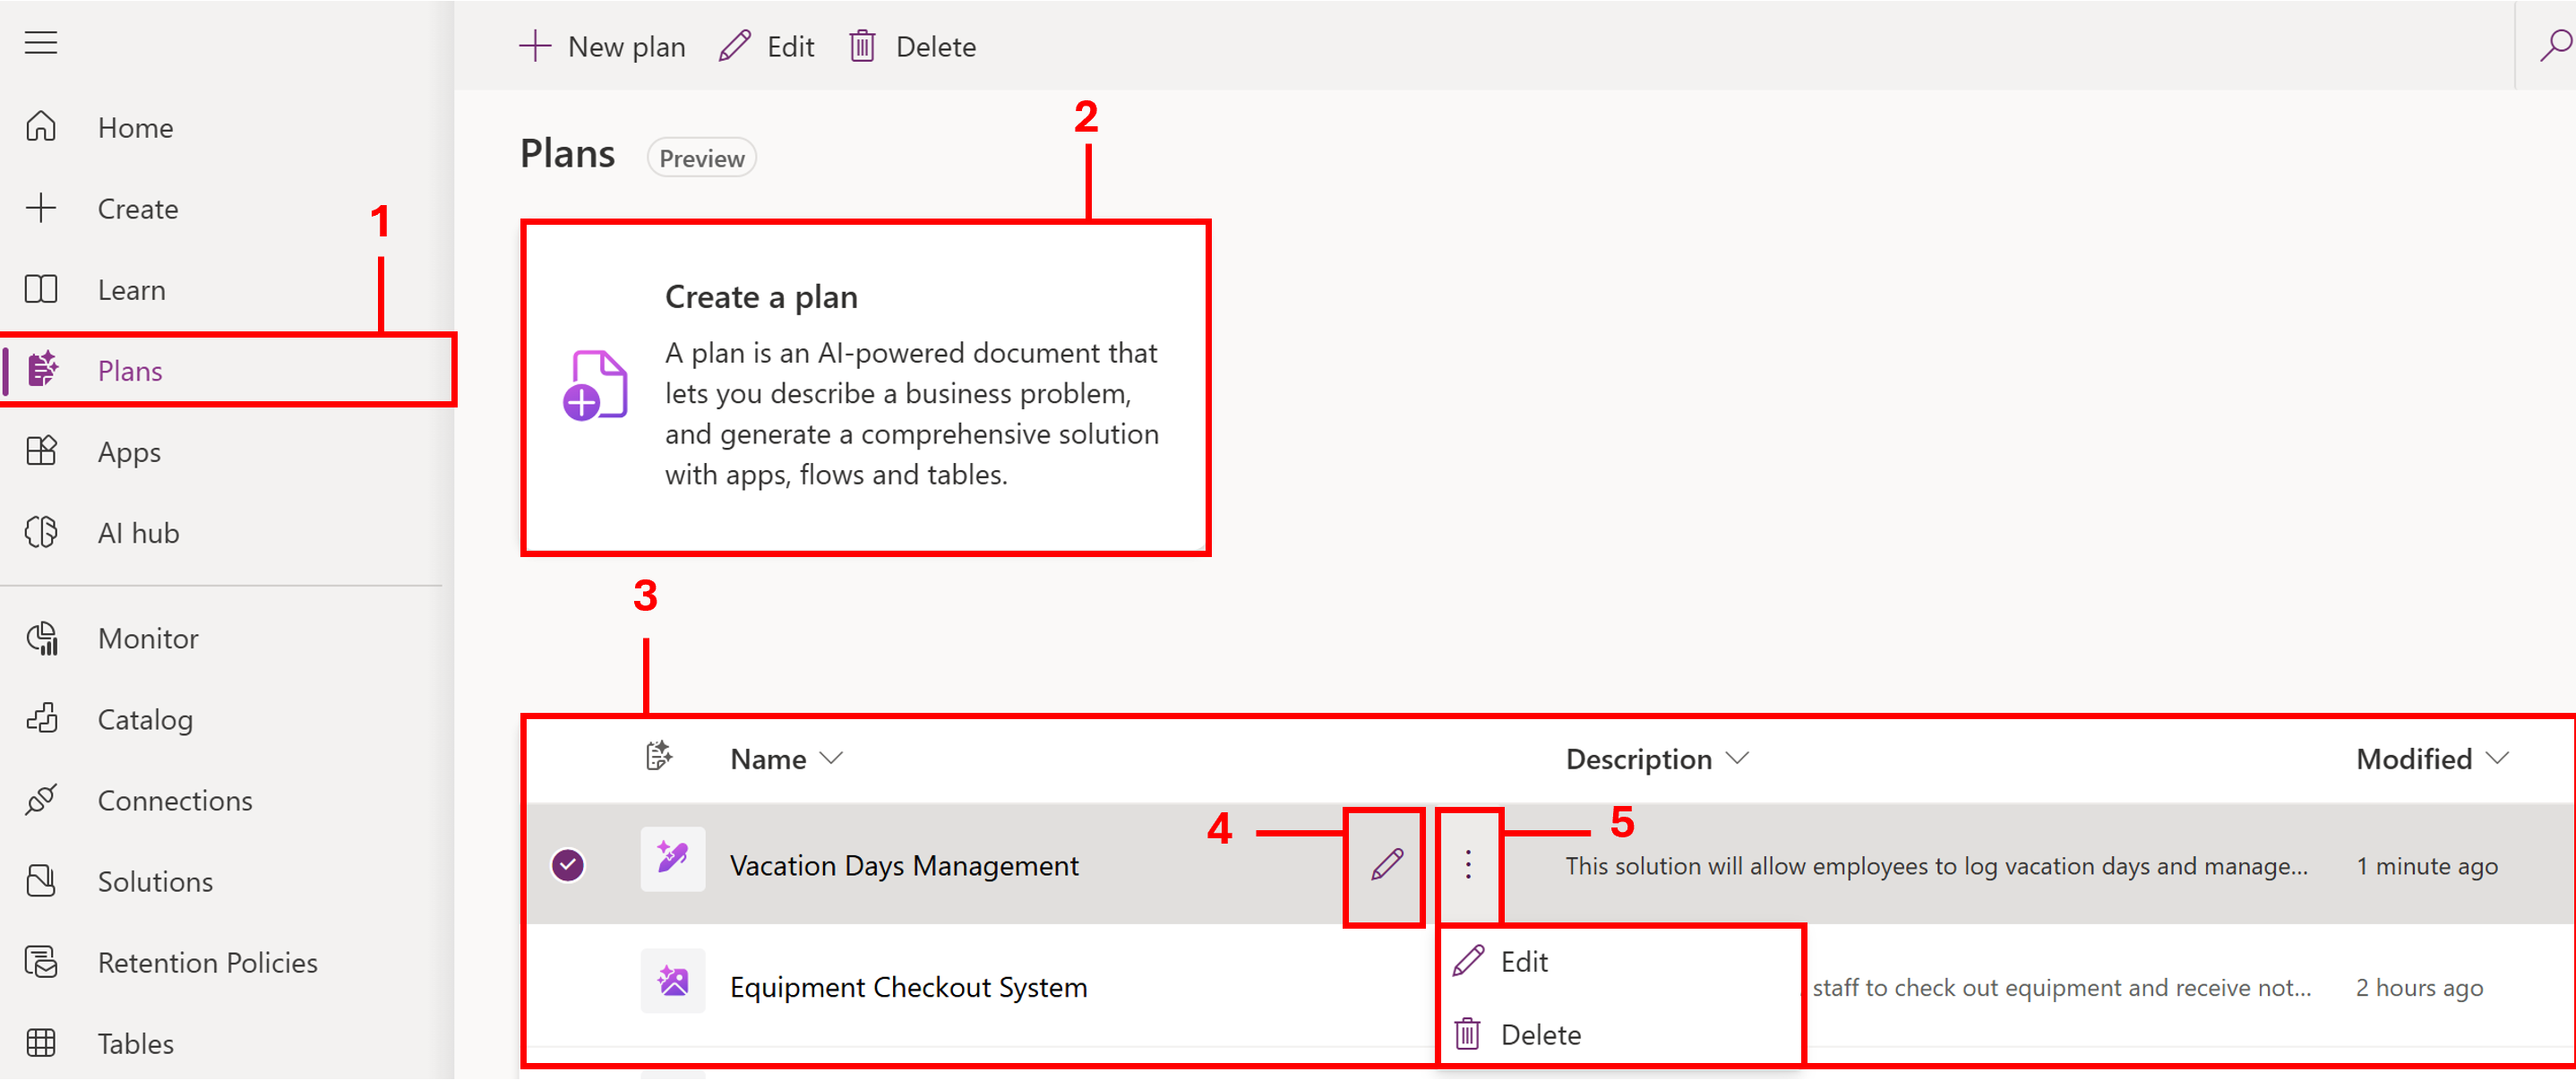 New plan
Edit
Delete
Home
Create
Learn
Plans
Apps
AI hub
Monitor
Catalog
Connections
Solutions
Retention Policies
Tables
1
Plans
Preview
2
Create a plan
A plan is an AI-powered document that
lets you describe a business problem,
and generate a comprehensive solution
with apps, flows and tables.
3
Name
Description
Modified
Vacation Days Management
4
5
This solution will allow employees to log vacation days and manage...
1 minute ago
Equipment Checkout System
Edit
Delete
staff to check out equipment and receive not...
2 hours ago